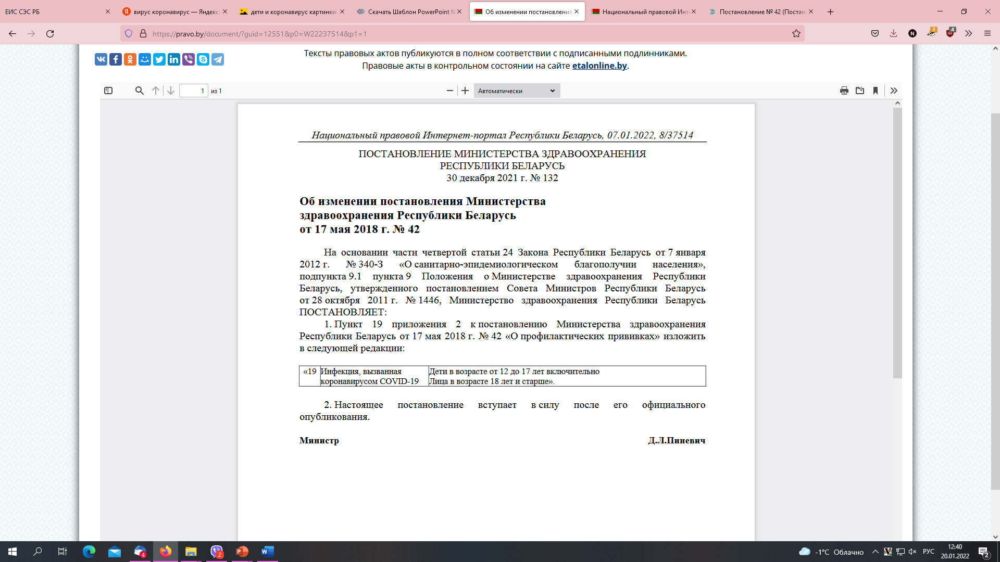 ЕИС СЭС РБ
вирус коронавирус — Яндекс
дети и коронавирус картинки
Скачать Шаблон PowerPoint
Об изменении постановления
Национальный правовой Инт
Постановление № 42 (Постан
https://pravo.by/document/?guid=12551&p0=W22237514&p1=1
3
4
Тексты правовых актов публикуются в полном соответствии с подписанными подлинниками.
Правовые акты в контрольном состоянии на сайте etalonline.by.
1 из 1
Автоматически
Национальный правовой Интернет-портал Республики Беларусь, 07.01.2022, 8/37514
ПОСТАНОВЛЕНИЕ МИНИСТЕРСТВА ЗДРАВООХРАНЕНИЯ
РЕСПУБЛИКИ БЕЛАРУСЬ
30 декабря 2021 г. № 132
Об изменении постановления Министерства
здравоохранения Республики Беларусь
от 17 мая 2018 г. № 42
На основании части четвертой статьи 24 Закона Республики Беларусь от 7 января
2012 г. № 340-З «О санитарно-эпидемиологическом благополучии населения»,
подпункта 9.1 пункта 9 Положения о Министерстве здравоохранения Республики
Беларусь, утвержденного постановлением Совета Министров Республики Беларусь
от 28 октября 2011 г. № 1446, Министерство здравоохранения Республики Беларусь
ПОСТАНОВЛЯЕТ:
1. Пункт 19 приложения 2 к постановлению Министерства здравоохранения
Республики Беларусь от 17 мая 2018 г. № 42 «О профилактических прививках» изложить
в следующей редакции:
«19 Инфекция, вызванная Дети в возрасте от 12 до 17 лет включительно
коронавирусом COVID-19 Лица в возрасте 18 лет и старше».
2. Настоящее постановление вступает в силу после его официального
опубликования.
Министр Д.Л.Пиневич
4
2
-1°C Облачно
РУС
12:40
20.01.2022
2